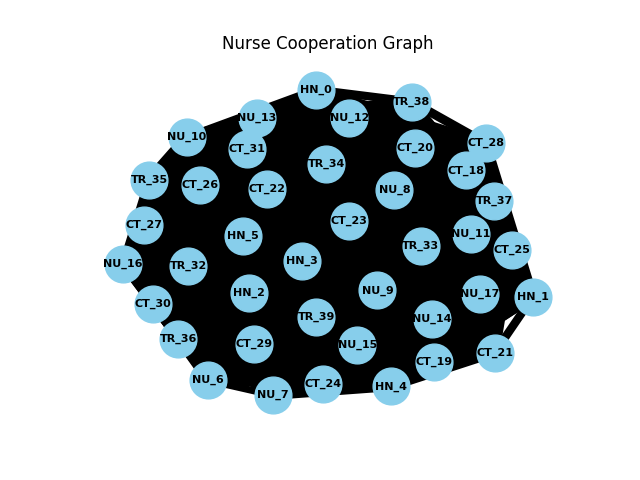 Nurse Cooperation Graph
HN_0
TR_38
NU_13
NU_12
NU_10
CT_28
CT_31
CT_20
TR_34
CT_18
TR_35
CT_26
CT_22
NU_8
TR_37
CT_27
CT_23
HN_5
NU_11
TR_33
CT_25
NU_16
TR_32
HN_3
HN_2
NU_9
NU_17
HN_1
CT_30
TR_39
NU_14
TR_36
CT_29
NU_15
CT_21
CT_19
NU_6
CT_24
HN_4
NU_7